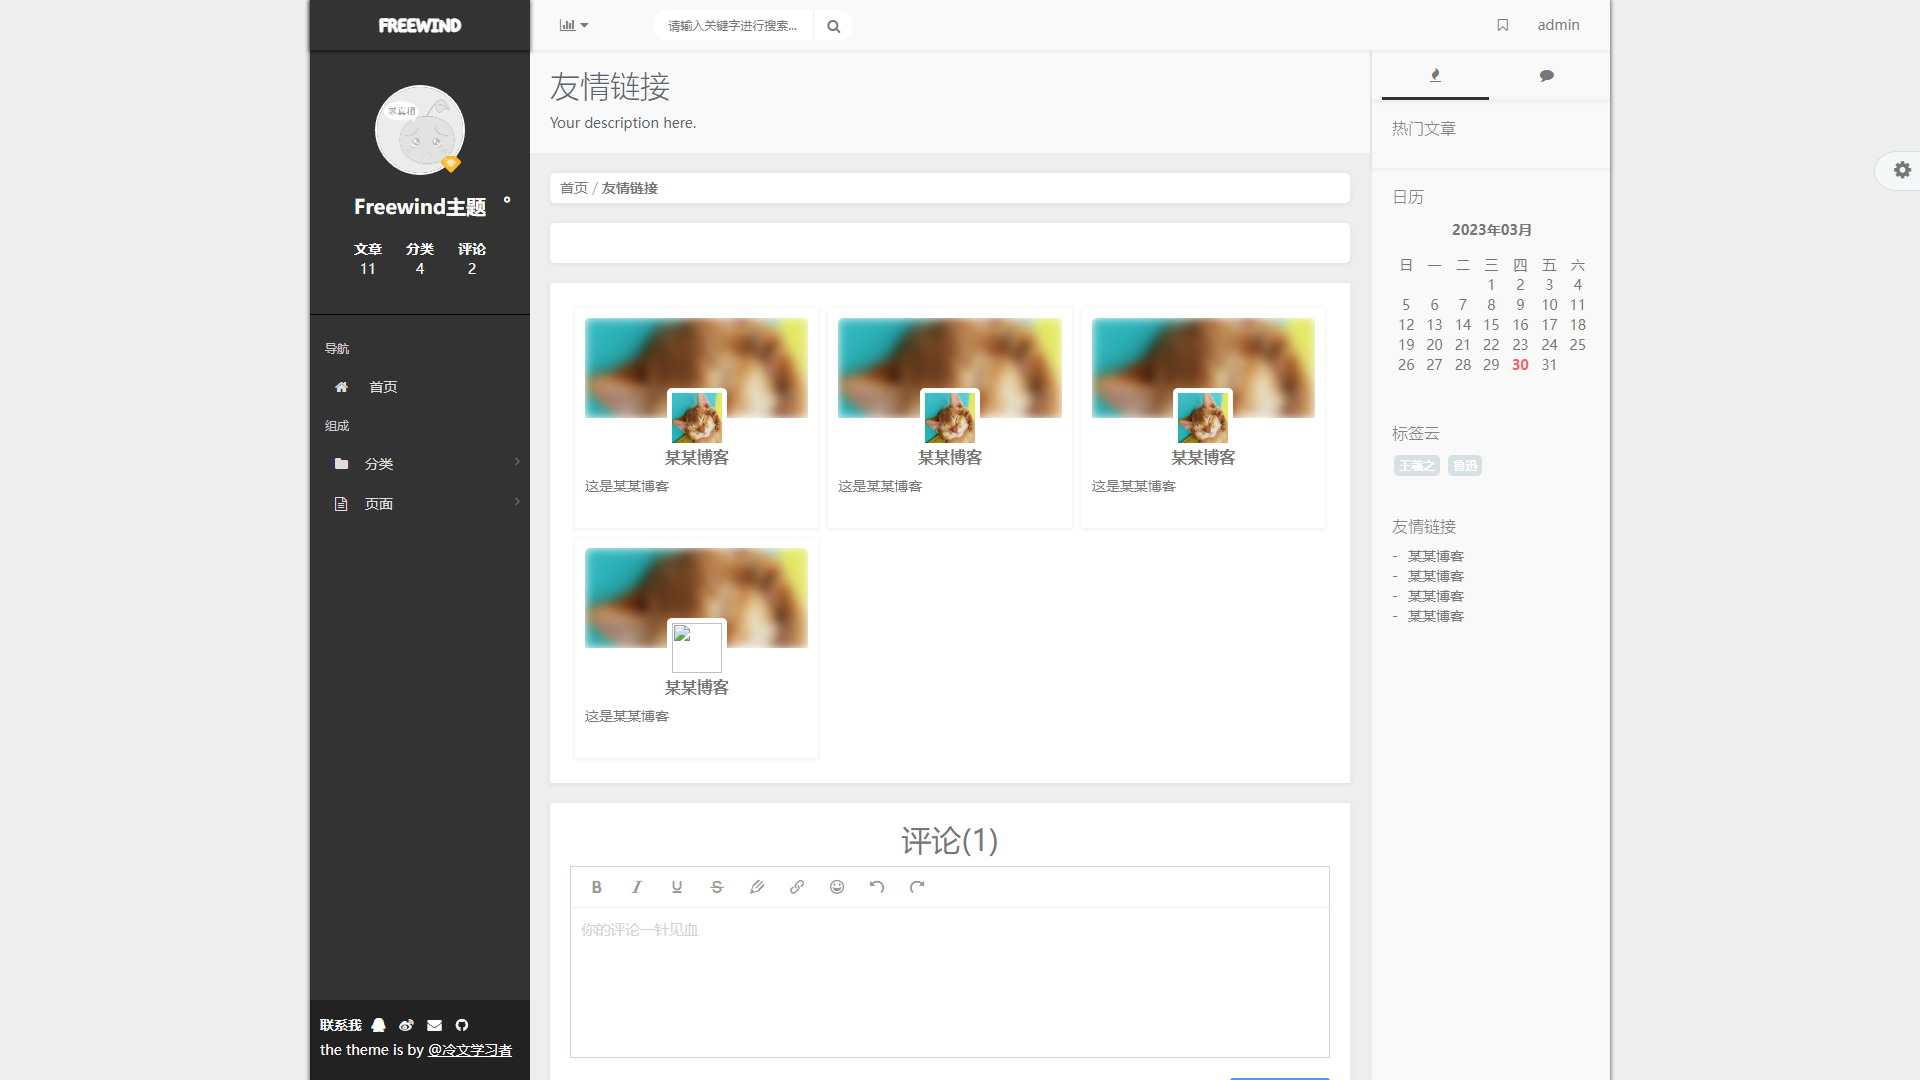 FREEWIND
请输入关键字进行搜索...
admin
求真相
Freewind主题
文章 分类 评论
11 4 2
导航
首页
组成
分类
页面
联系我
the theme is by @冷文学习者
友情链接
Your description here.
首页 / 友情链接
某某博客
这是某某博客
某某博客
这是某某博客
某某博客
这是某某博客
某某博客
这是某某博客
评论(1)
B I U S
你的评论一针见血
热门文章
日历
2023年03月
日 一 二 三 四 五 六
1 2 3 4
5 6 7 8 9 10 11
12 13 14 15 16 17 18
19 20 21 22 23 24 25
26 27 28 29 30 31
标签云
王羲之 鲁迅
友情链接
- 某某博客
- 某某博客
- 某某博客
- 某某博客